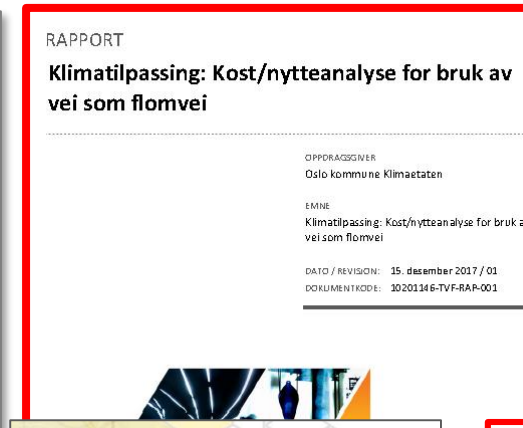 RAPPORT
Klimatilpassing: Kost/nytteanalyse for bruk av
vei som flomvei
OPPDRAGSGIVER
Oslo kommune Klimaetaten
EMNE
Klimatilpassing: Kost/nytteanalyse for bruk a
vei som flomvei
DATO / REVISJON: 15. desember 2017 / 01
DOKUMENTKODE: 10201146-TVF-RAP-001